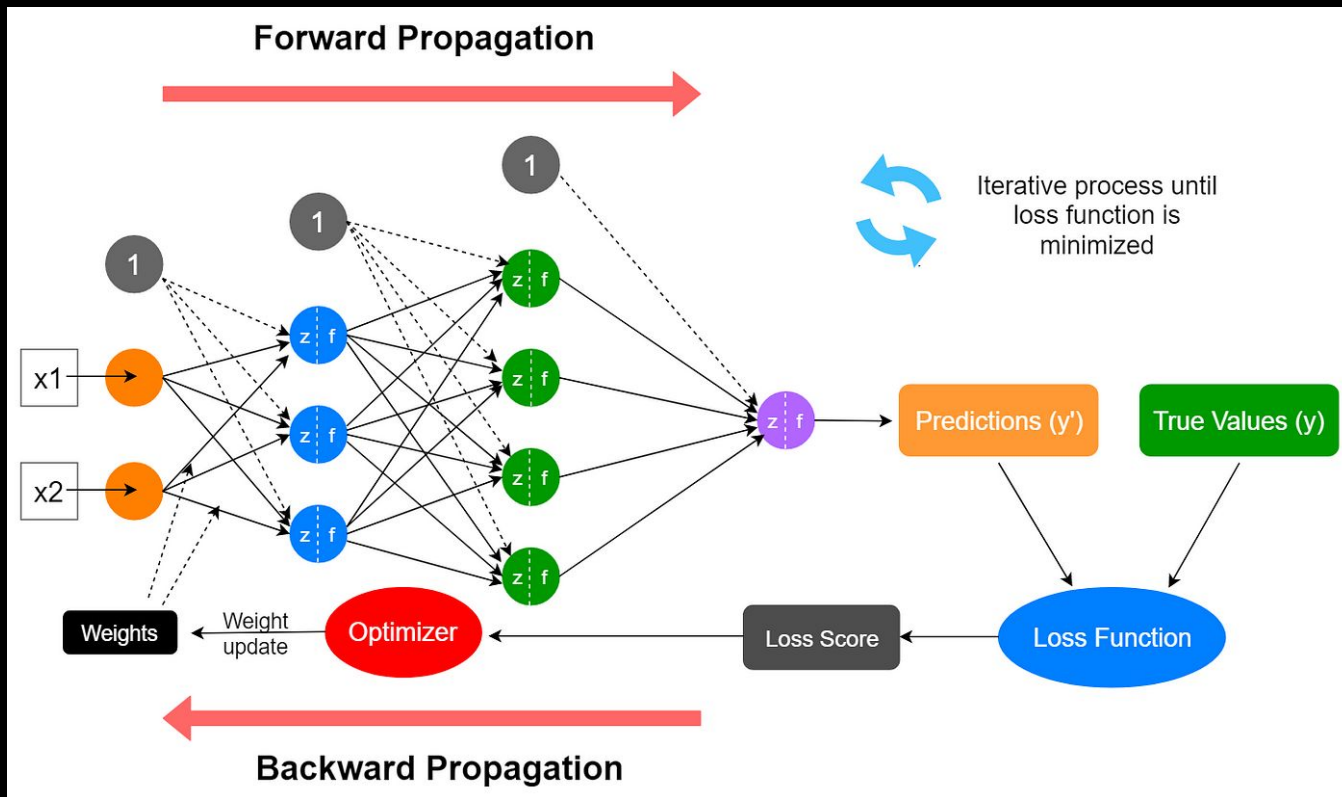 Forward Propagation
1
1
1
Iterative process until
loss function is
minimized
z f
z f
z f
z f
z f
z f
z f
z f
x1
x2
Predictions (y')
True Values (y)
Weights
Weight
update
Optimizer
Loss Score
Loss Function
Backward Propagation